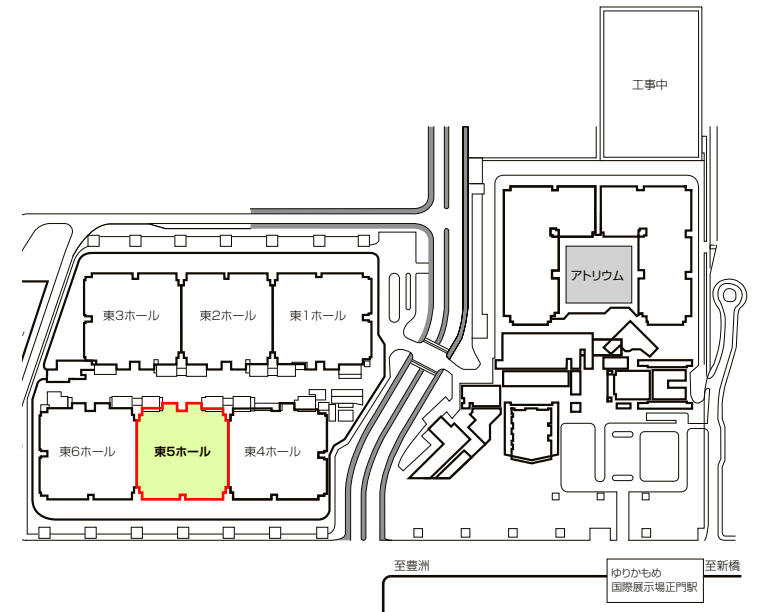 工事中
アトリウム
東3ホール
東2ホール
東1ホール
東6ホール
東5ホール
東4ホール
至豊洲
ゆりかもめ
国際展示場正門駅
至新橋